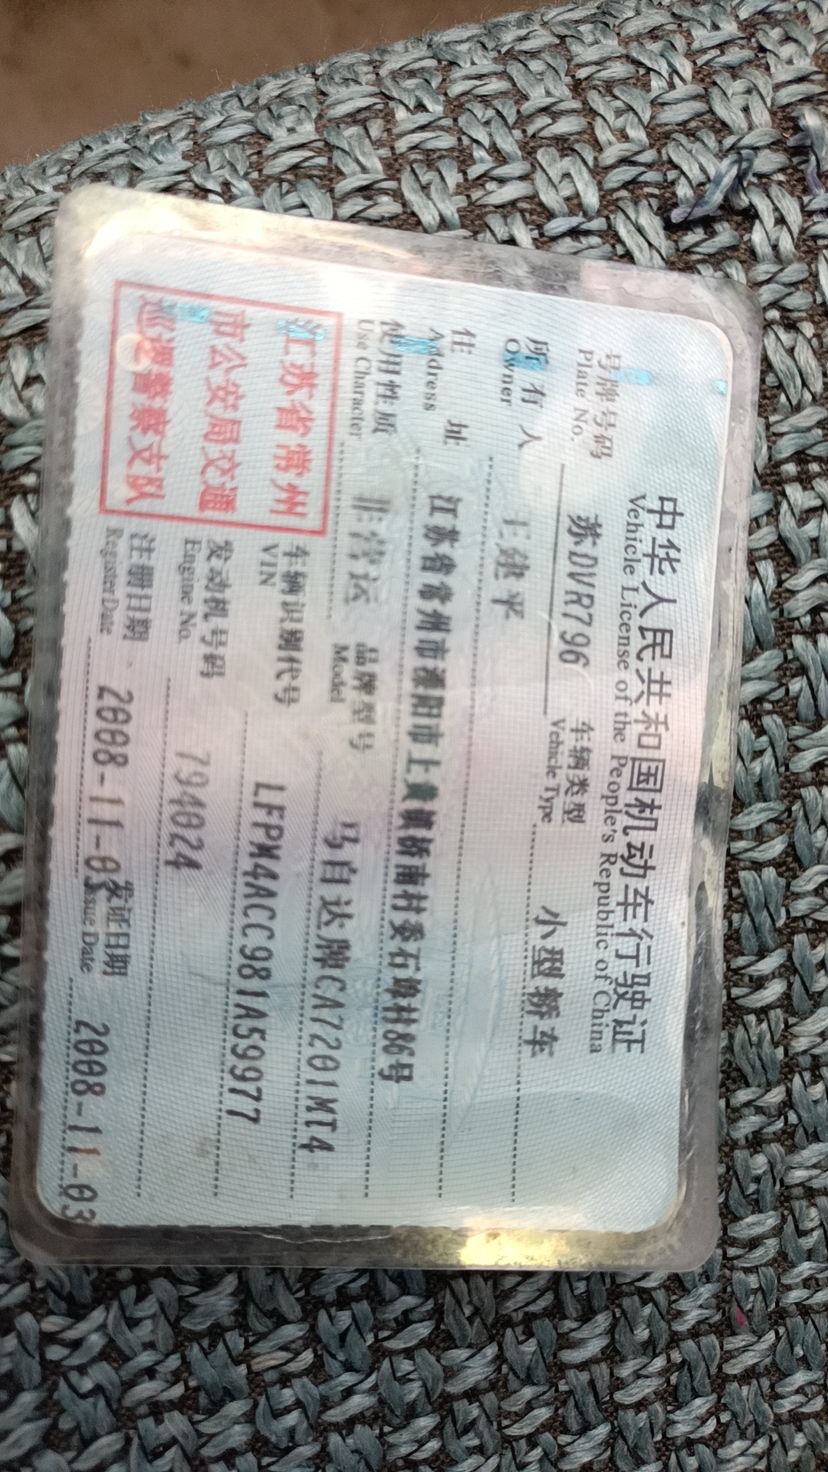 中华人民共和国机动车行驶证
Vehicle License of the People's Republic of China
号牌号码 苏DVR796 车辆类型 小型轿车
Plate No. Vehicle Type
所有人 王建平
Owner
住址 江苏省常州市溧阳市上黄镇桥南村委石塘村86号
Address
使用性质 非营运 品牌型号 马自达牌CA7201MT4
Use Character Model
江苏省常州
市公安局交通
巡逻警察支队
车辆识别代号 LFPM4ACC981A59977
VIN
发动机号码 794024
Engine No.
注册日期 2008-11-03 发证日期 2008-11-03
Register Date Issue Date